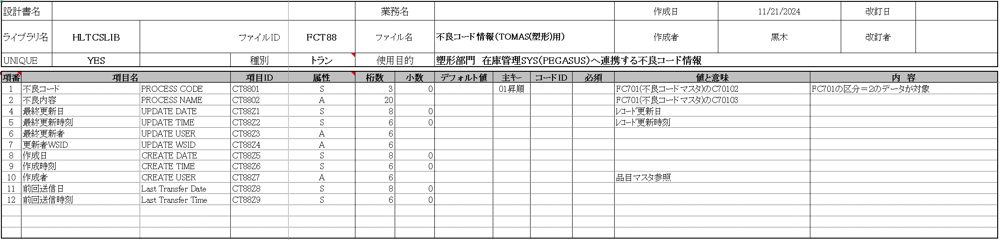 設計書名 業務名 作成日 11/21/2024 改訂日
ライブラリ名 HLTCSLIB ファイルID FCT88 ファイル名 不良コード情報(TOMAS(塑形)用) 作成者 黒木 改訂者
UNIQUE YES 種別 トラン 使用目的 塑形部門 在庫管理SYS(PEGASUS)へ連携する不良コード情報
項番 項目名 項目ID 属性 桁数 小数 デフォルト値 主キー コードID 必須 値と意味 内 容
1 不良コード PROCESS CODE CT8801 S 3 0 01昇順 FC701(不良コードマスタ)のC70102 FC701の区分=2のデータが対象
2 不良内容 PROCESS NAME CT8802 A 20 FC701(不良コードマスタ)のC70103
4 最終更新日 UPDATE DATE CT88Z1 S 8 0 レコード更新日
5 最終更新時刻 UPDATE TIME CT88Z2 S 6 0 レコード更新時刻
6 最終更新者 UPDATE USER CT88Z3 A 6
7 更新者WSID UPDATE WSID CT88Z4 A 6
8 作成日 CREATE DATE CT88Z5 S 8 0
9 作成時刻 CREATE TIME CT88Z6 S 6 0
10 作成者 CREATE USER CT88Z7 A 6 品目マスタ参照
11 前回送信日 Last Transfer Date CT88Z8 S 8 0
12 前回送信時刻 Last Transfer Time CT88Z9 S 6 0